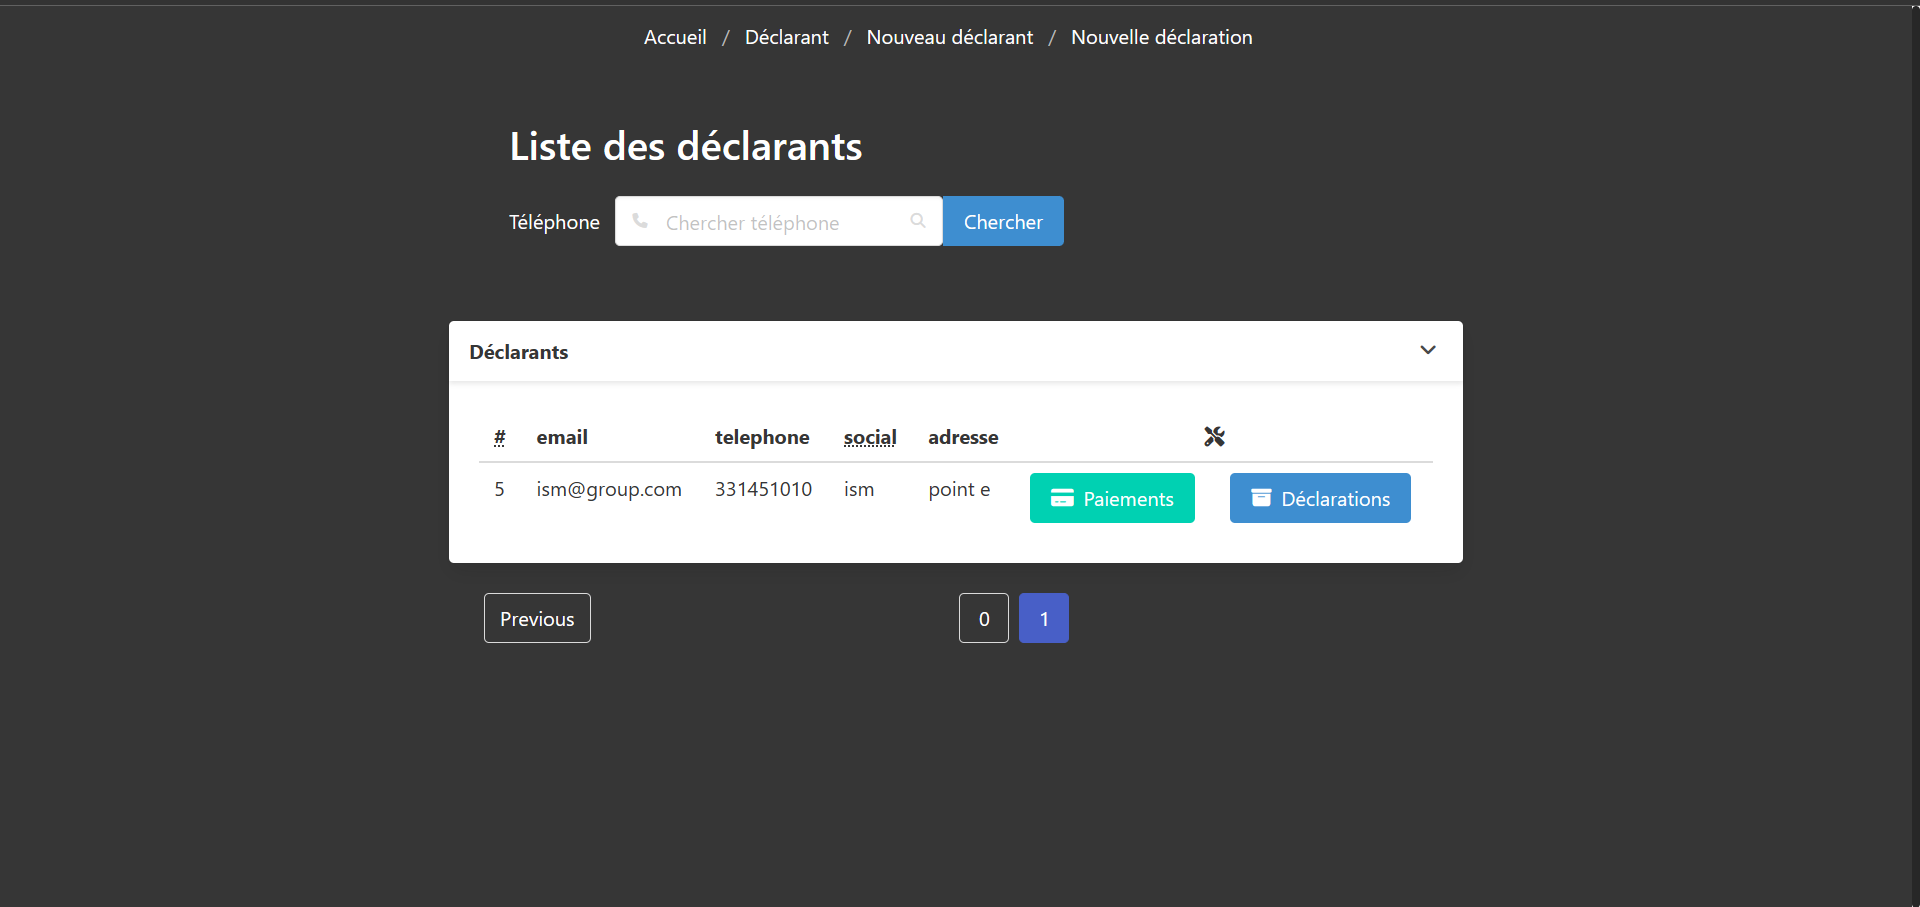 Accueil / Déclarant / Nouveau déclarant / Nouvelle déclaration
Liste des déclarants
Téléphone Chercher téléphone Chercher
Déclarants
# email telephone social adresse
5 ism@group.com 331451010 ism point e Paiements Déclarations
Previous 0 1